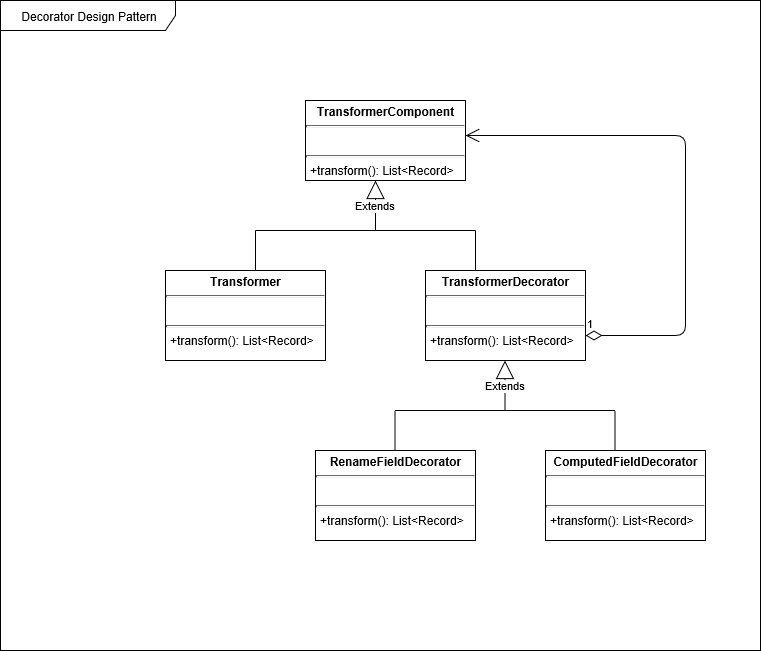 Decorator Design Pattern
TransformerComponent
+transform(): List<Record>
Extends
Transformer
+transform(): List<Record>
TransformerDecorator
+transform(): List<Record>
1
Extends
RenameFieldDecorator
+transform(): List<Record>
ComputedFieldDecorator
+transform(): List<Record>